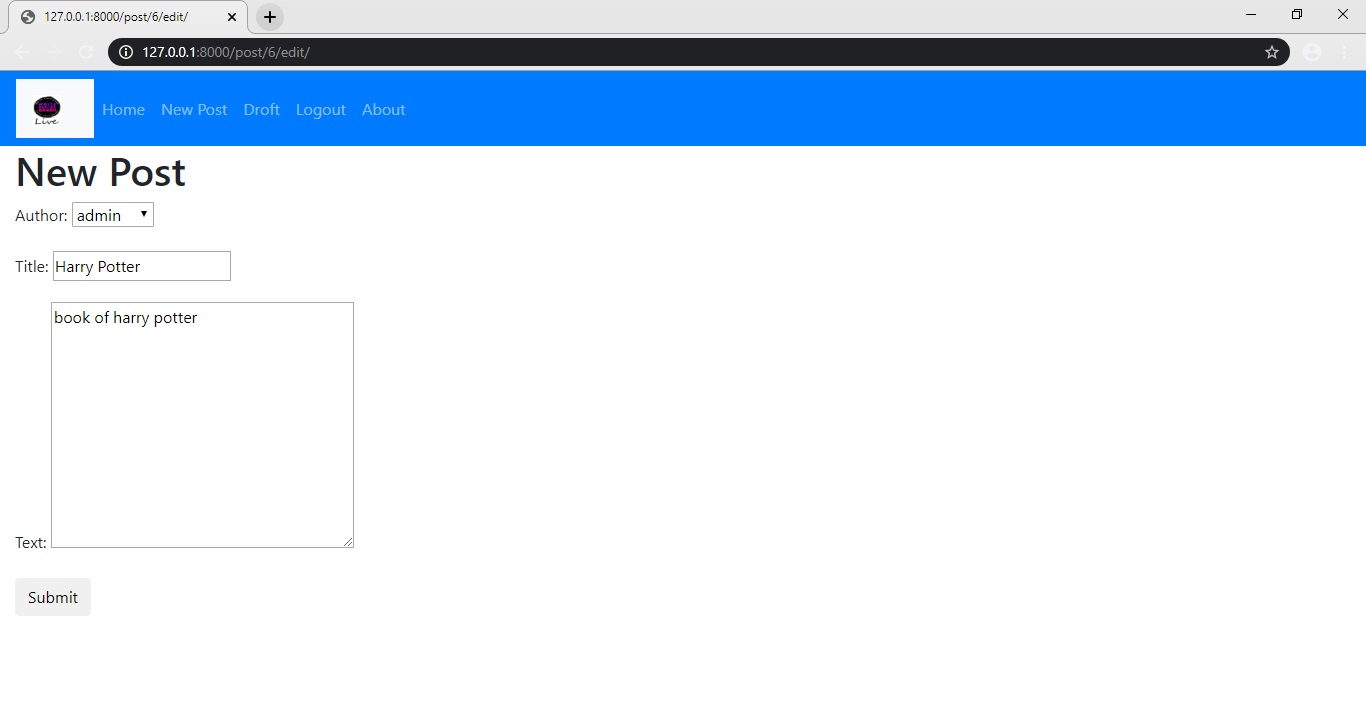 127.0.0.1:8000/post/6/edit/
127.0.0.1:8000/post/6/edit/
Live
Home New Post Droft Logout About
New Post
Author: admin
Title: Harry Potter
book of harry potter
Text:
Submit